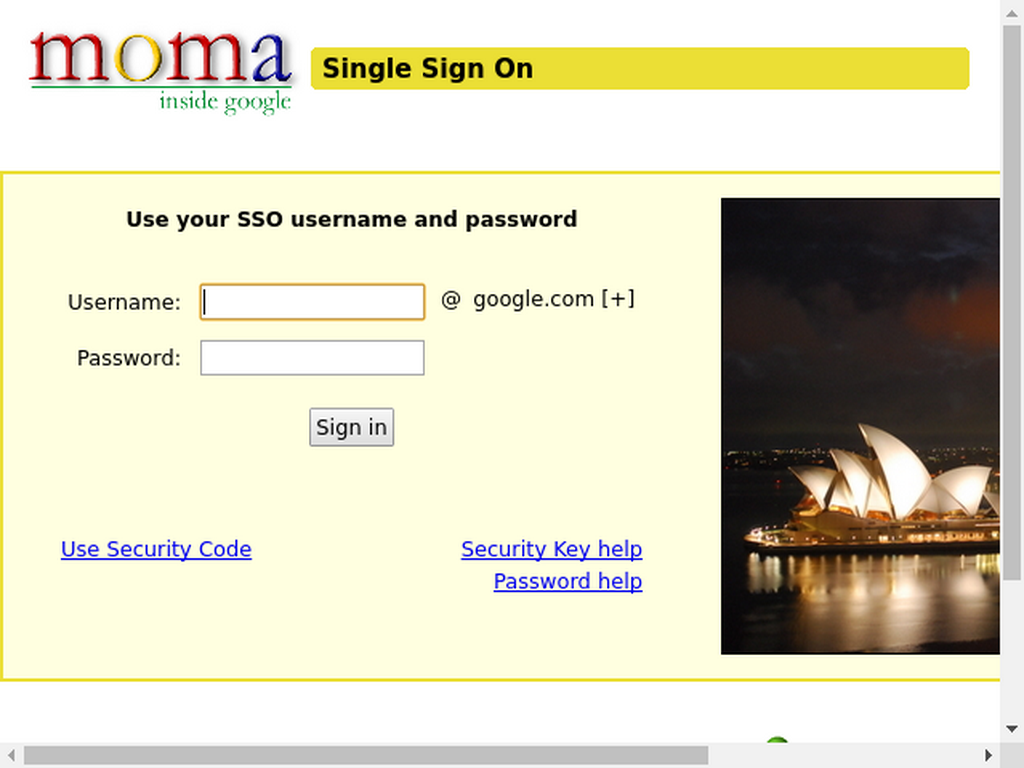 moma
inside google
Single Sign On
Use your SSO username and password
Username:
@ google.com [+]
Password:
Sign in
Use Security Code
Security Key help
Password help